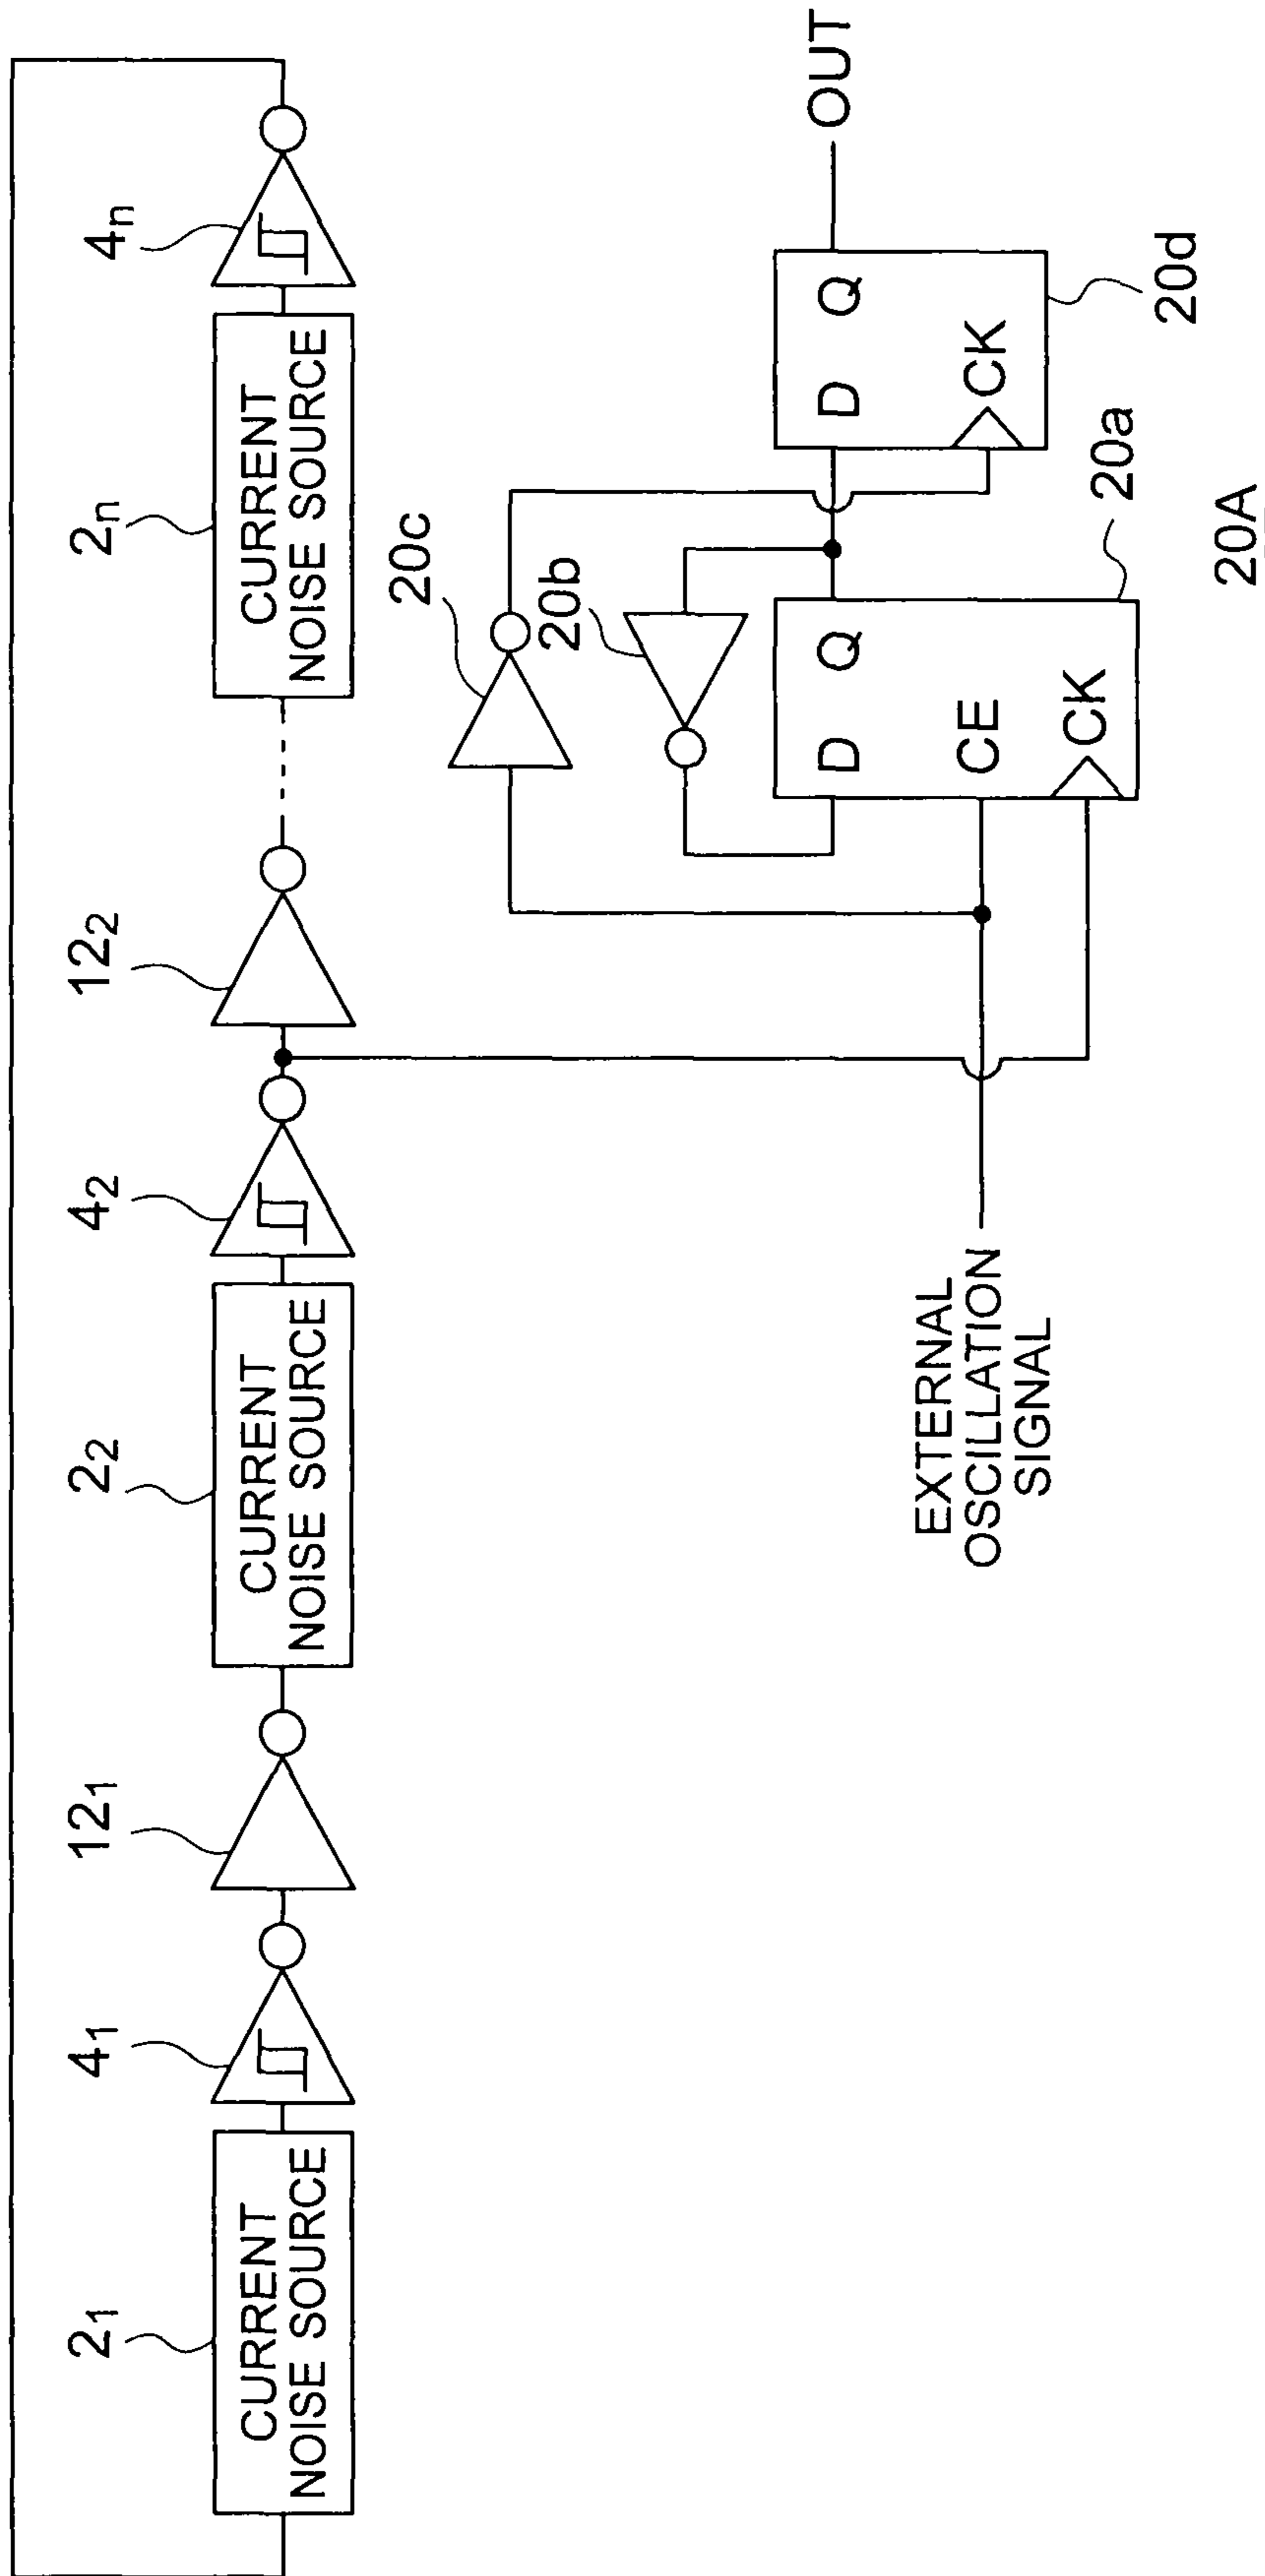 2₁
4₁
12₁
2₂
4₂
12₂
2ₙ
4ₙ
CURRENT
NOISE SOURCE
CURRENT
NOISE SOURCE
CURRENT
NOISE SOURCE
20c
20b
D Q
CE
CK
20a
D Q
CK
20d
OUT
EXTERNAL
OSCILLATION
SIGNAL
20A